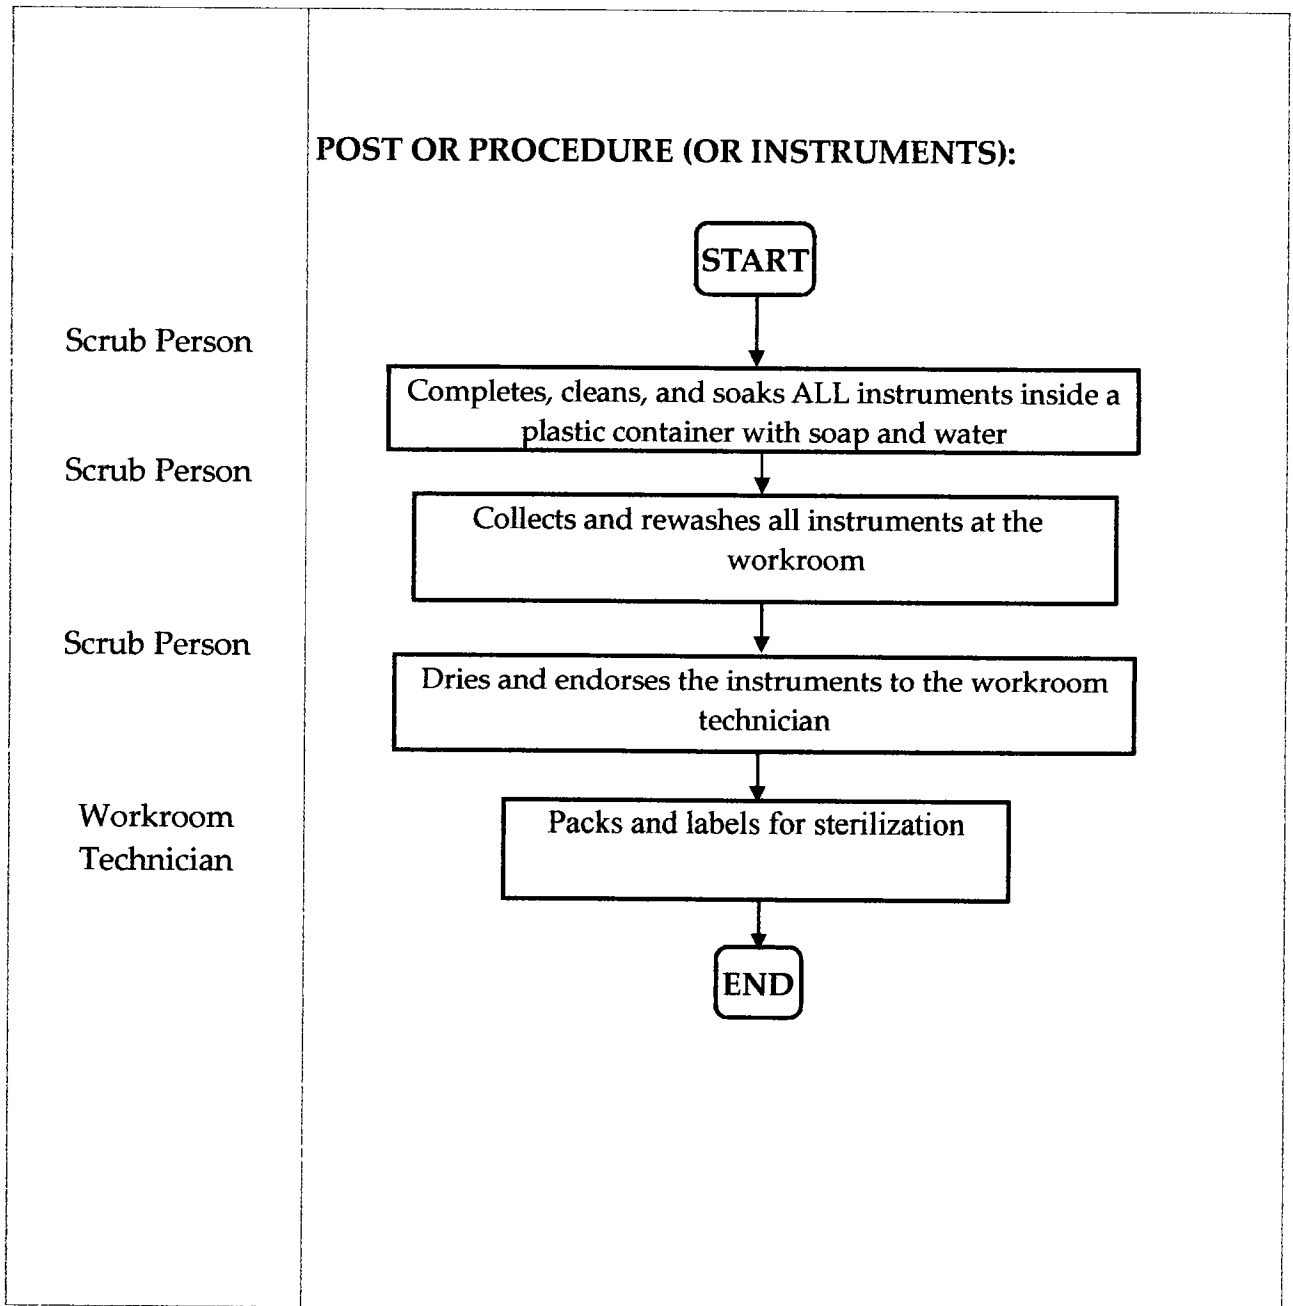 POST OR PROCEDURE (OR INSTRUMENTS):
START
Scrub Person
Completes, cleans, and soaks ALL instruments inside a
plastic container with soap and water
Scrub Person
Collects and rewashes all instruments at the
workroom
Scrub Person
Dries and endorses the instruments to the workroom
technician
Workroom
Technician
Packs and labels for sterilization
END